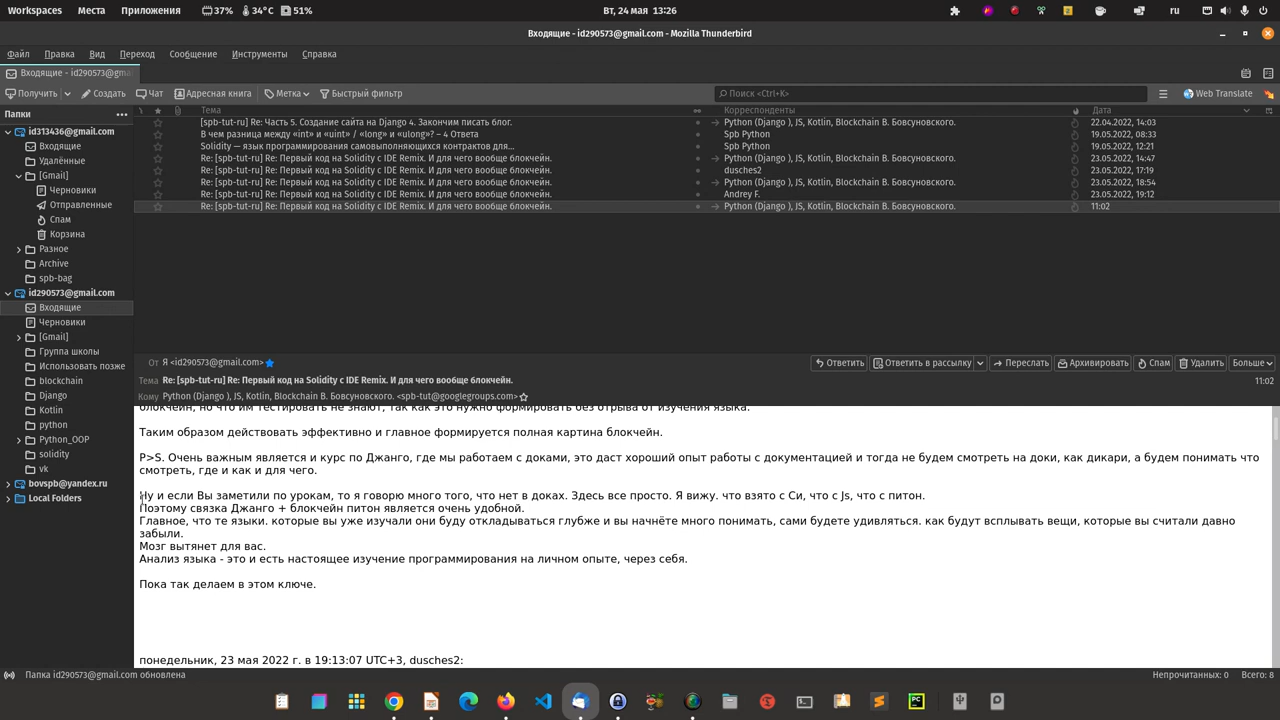 Workspaces Места Приложения 37% 34°C 51% ВТ, 24 мая 13:26 ru
Входящие - id290573@gmail.com - Mozilla Thunderbird
Файл Правка Вид Переход Сообщение Инструменты Справка
Входящие - id290573@gmai
Получить Создать Чат Адресная книга Метка Быстрый фильтр Поиск <Ctrl+K> Web Translate
Папки
Тема Корреспонденты Дата
[spb-tut-ru] Re: Часть 5. Создание сайта на Django 4. Закончим писать блог. Python (Django ), JS, Kotlin, Blockchain В. Бовсуновского. 22.04.2022, 14:03
В чем разница между «int» и «uint» / «long» и «ulong»? – 4 Ответа Spb Python 19.05.2022, 08:33
Solidity — язык программирования самовыполняющихся контрактов для... Spb Python 19.05.2022, 12:21
Re: [spb-tut-ru] Re: Первый код на Solidity с IDE Remix. И для чего вообще блокчейн. Python (Django ), JS, Kotlin, Blockchain В. Бовсуновского. 23.05.2022, 14:47
Re: [spb-tut-ru] Re: Первый код на Solidity с IDE Remix. И для чего вообще блокчейн. dusches2 23.05.2022, 17:19
Re: [spb-tut-ru] Re: Первый код на Solidity с IDE Remix. И для чего вообще блокчейн. Python (Django ), JS, Kotlin, Blockchain В. Бовсуновского. 23.05.2022, 18:54
Re: [spb-tut-ru] Re: Первый код на Solidity с IDE Remix. И для чего вообще блокчейн. Andrey F. 23.05.2022, 19:12
Re: [spb-tut-ru] Re: Первый код на Solidity с IDE Remix. И для чего вообще блокчейн. Python (Django ), JS, Kotlin, Blockchain В. Бовсуновского. 11:02
id313436@gmail.com
Входящие
Удалённые
[Gmail]
Черновики
Отправленные
Спам
Корзина
Разное
Archive
spb-bag
id290573@gmail.com
Входящие
Черновики
[Gmail]
Группа школы
Использовать позже
blockchain
Django
Kotlin
python
Python_OOP
solidity
vk
bovspb@yandex.ru
Local Folders
От Я <id290573@gmail.com> Ответить Ответить в рассылку Переслать Архивировать Спам Удалить Больше
Тема Re: [spb-tut-ru] Re: Первый код на Solidity с IDE Remix. И для чего вообще блокчейн. 11:02
Кому Python (Django ), JS, Kotlin, Blockchain В. Бовсуновского. <spb-tut@googlegroups.com>
блокчейн, но что им тестировать не знают, так как это нужно формировать без отрыва от изучения языка.
Таким образом действовать эффективно и главное формируется полная картина блокчейн.
P>S. Очень важным является и курс по Джанго, где мы работаем с доками, это даст хороший опыт работы с документацией и тогда не будем смотреть на доки, как дикари, а будем понимать что
смотреть, где и как и для чего.
Ну и если Вы заметили по урокам, то я говорю много того, что нет в доках. Здесь все просто. Я вижу. что взято с Си, что с Js, что с питон.
Поэтому связка Джанго + блокчейн питон является очень удобной.
Главное, что те языки. которые вы уже изучали они буду откладываться глубже и вы начнёте много понимать, сами будете удивляться. как будут всплывать вещи, которые вы считали давно
забыли.
Мозг вытянет для вас.
Анализ языка - это и есть настоящее изучение программирования на личном опыте, через себя.
Пока так делаем в этом ключе.
понедельник, 23 мая 2022 г. в 19:13:07 UTC+3, dusches2:
Папка id290573@gmail.com обновлена Непрочитанных: 0 Всего: 8